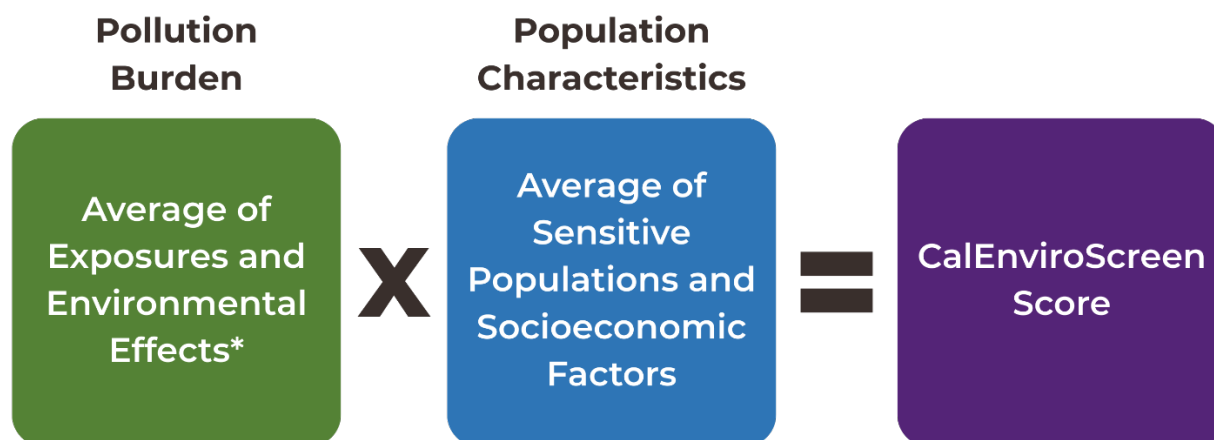 Pollution
Burden
Population
Characteristics
Average of
Exposures and
Environmental
Effects*
X
Average of
Sensitive
Populations and
Socioeconomic
Factors
=
CalEnviroScreen
Score